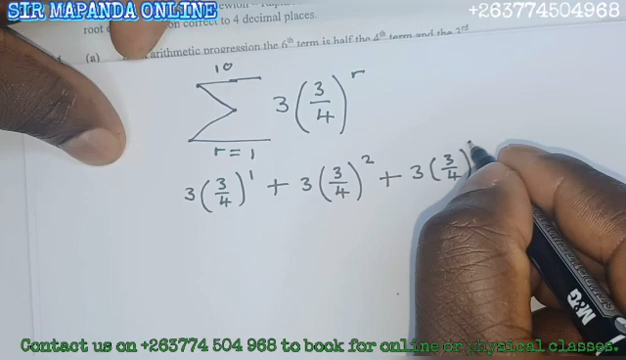 SIR MAPANDA ONLINE
+263774504968
root
on correct to 4 decimal places.
(a) arithmetic progression the 6th term is half the 4th term and the 3rd
10
∑ 3(3/4)^r
r = 1
3(3/4)^1 + 3(3/4)^2 + 3(3/4)
M&G
Contact us on +263774 504 968 to book for online or physical classes.